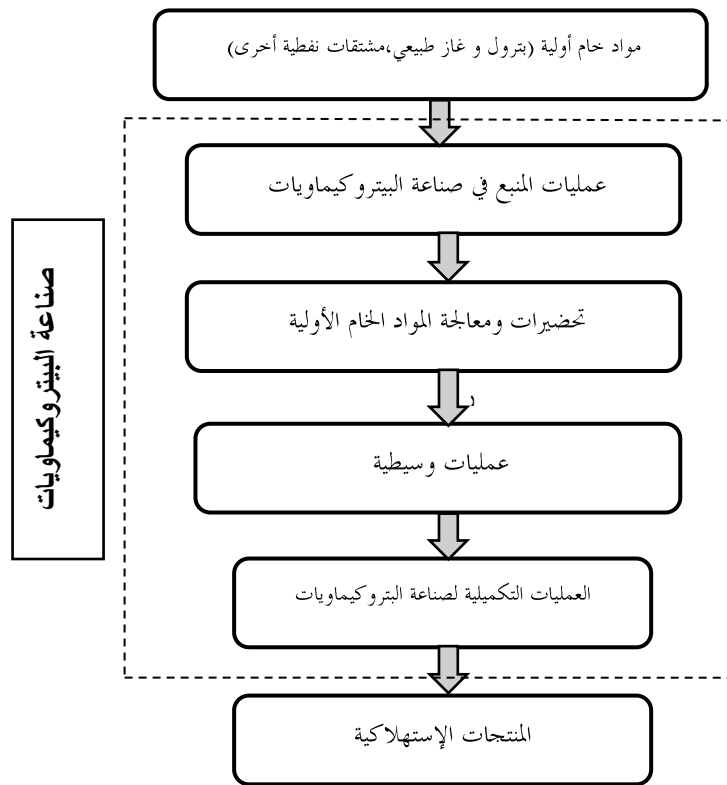 مواد خام أولية (بترول و غاز طبيعي،مشتقات نفطية أخرى)
عمليات المنبع في صناعة البيتروكيماويات
تحضيرات ومعالجة المواد الخام الأولية
ر
عمليات وسيطية
العمليات التكميلية لصناعة البتروكيماويات
المنتجات الإستهلاكية
صناعة البيتروكيماويات